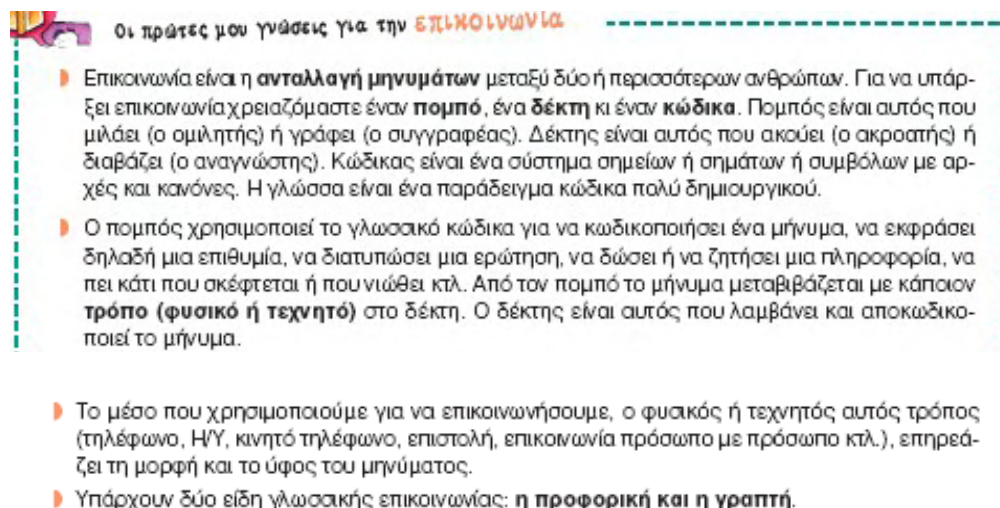 Οι πρώτες μου γνώσεις για την επικοινωνία
Επικοινωνία είναι η ανταλλαγή μηνυμάτων μεταξύ δύο ή περισσότερων ανθρώπων. Για να υπάρ-
ξει επικοινωνία χρειαζόμαστε έναν πομπό, ένα δέκτη κι έναν κώδικα. Πομπός είναι αυτός που
μιλάει (ο ομιλητής) ή γράφει (ο συγγραφέας). Δέκτης είναι αυτός που ακούει (ο ακροατής) ή
διαβάζει (ο αναγνώστης). Κώδικας είναι ένα σύστημα σημείων ή σημάτων ή συμβόλων με αρ-
χές και κανόνες. Η γλώσσα είναι ένα παράδειγμα κώδικα πολύ δημιουργικού.
Ο πομπός χρησιμοποιεί το γλωσσικό κώδικα για να κωδικοποιήσει ένα μήνυμα, να εκφράσει
δηλαδή μια επιθυμία, να διατυπώσει μια ερώτηση, να δώσει ή να ζητήσει μια πληροφορία, να
πει κάτι που σκέφτεται ή που νιώθει κτλ. Από τον πομπό το μήνυμα μεταβιβάζεται με κάποιον
τρόπο (φυσικό ή τεχνητό) στο δέκτη. Ο δέκτης είναι αυτός που λαμβάνει και αποκωδικο-
ποιεί το μήνυμα.
Το μέσο που χρησιμοποιούμε για να επικοινωνήσουμε, ο φυσικός ή τεχνητός αυτός τρόπος
(τηλέφωνο, Η/Υ, κινητό τηλέφωνο, επιστολή, επικοινωνία πρόσωπο με πρόσωπο κτλ.), επηρεά-
ζει τη μορφή και το ύφος του μηνύματος.
Υπάρχουν δύο είδη γλωσσικής επικοινωνίας: η προφορική και η γραπτή.